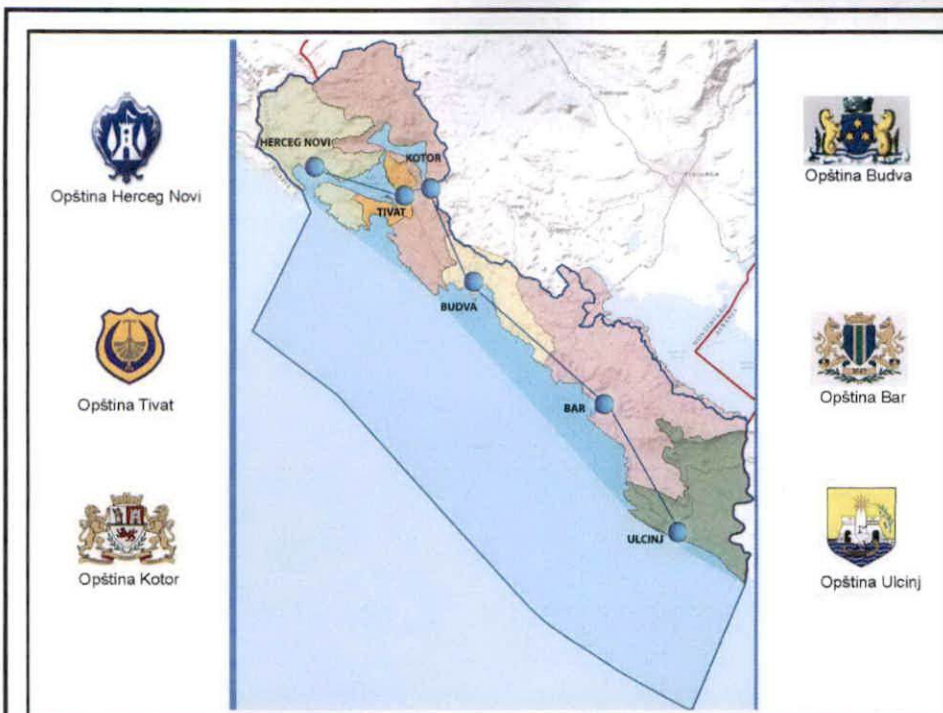 Opština Herceg Novi
Opština Tivat
Opština Kotor
HERCEG NOVI
KOTOR
TIVAT
BUDVA
BAR
ULCINJ
Opština Budva
Opština Bar
Opština Ulcinj